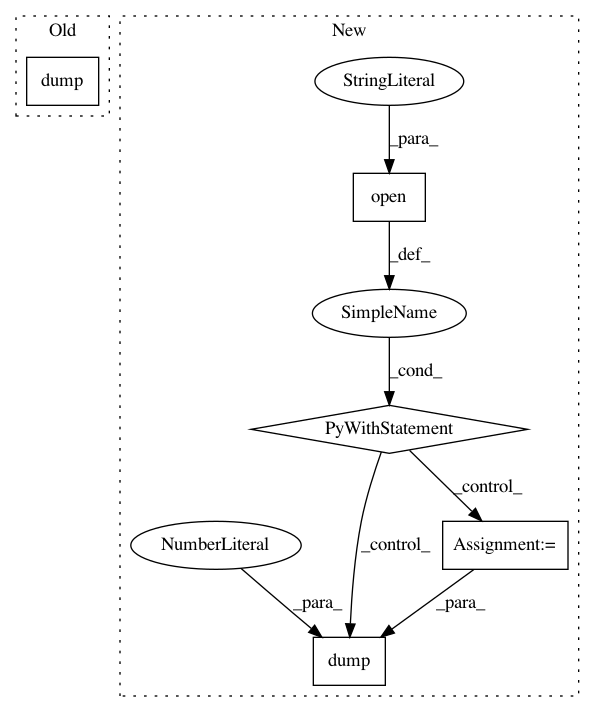 Old
New
dump
StringLiteral
_para_
open
_def_
SimpleName
_cond_
PyWithStatement
_control_
NumberLiteral
_control_
Assignment:=
_para_
_para_
dump